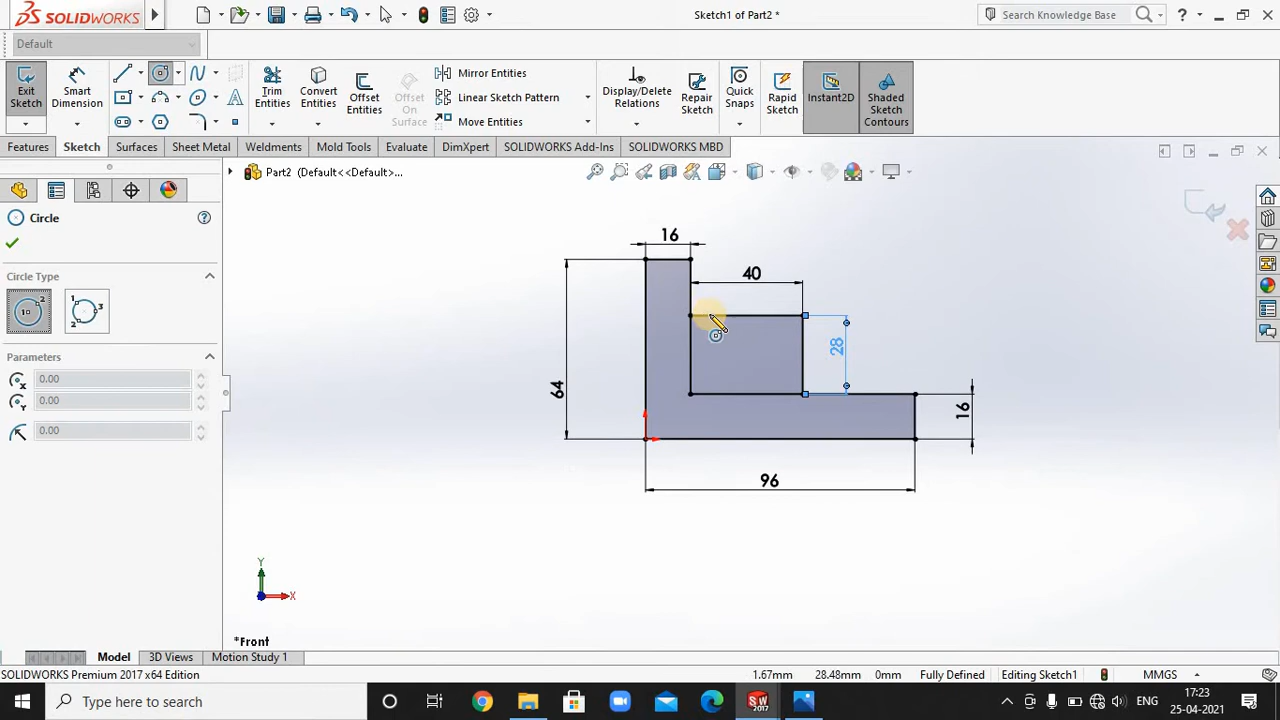 SOLIDWORKS
Sketch1 of Part2 *
Search Knowledge Base
?
Default
Exit Sketch
Smart Dimension
Trim Entities
Convert Entities
Offset Entities
Offset On Surface
Mirror Entities
Linear Sketch Pattern
Move Entities
Display/Delete Relations
Repair Sketch
Quick Snaps
Rapid Sketch
Instant2D
Shaded Sketch Contours
Features
Sketch
Surfaces
Sheet Metal
Weldments
Mold Tools
Evaluate
DimXpert
SOLIDWORKS Add-Ins
SOLIDWORKS MBD
Part2 (Default<<Default>...
Circle
?
Circle Type
Parameters
0.00
0.00
0.00
16
40
28
64
16
96
Y
X
*Front
Model
3D Views
Motion Study 1
SOLIDWORKS Premium 2017 x64 Edition
1.67mm
28.48mm
0mm
Fully Defined
Editing Sketch1
MMGS
Type here to search
ENG
17:23
25-04-2021